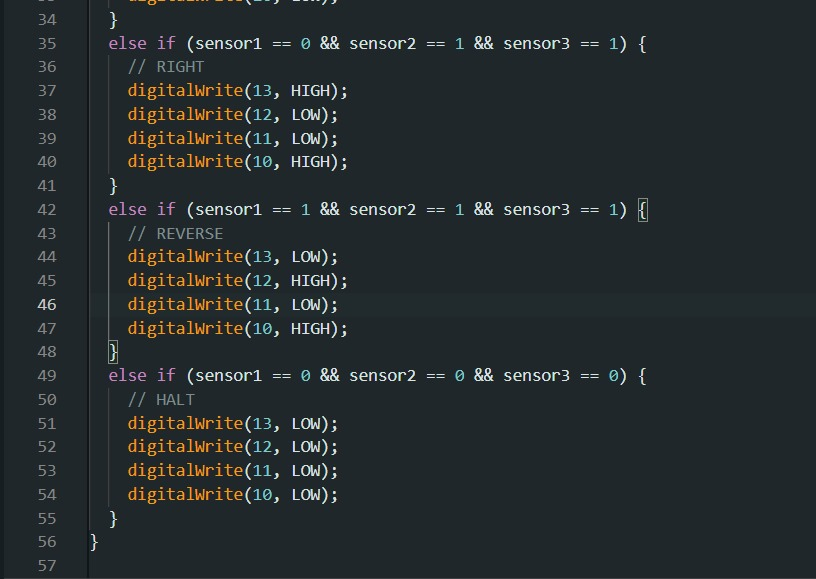 34 }
35 else if (sensor1 == 0 && sensor2 == 1 && sensor3 == 1) {
36 // RIGHT
37 digitalWrite(13, HIGH);
38 digitalWrite(12, LOW);
39 digitalWrite(11, LOW);
40 digitalWrite(10, HIGH);
41 }
42 else if (sensor1 == 1 && sensor2 == 1 && sensor3 == 1) {
43 // REVERSE
44 digitalWrite(13, LOW);
45 digitalWrite(12, HIGH);
46 digitalWrite(11, LOW);
47 digitalWrite(10, HIGH);
48 }
49 else if (sensor1 == 0 && sensor2 == 0 && sensor3 == 0) {
50 // HALT
51 digitalWrite(13, LOW);
52 digitalWrite(12, LOW);
53 digitalWrite(11, LOW);
54 digitalWrite(10, LOW);
55 }
56 }
57